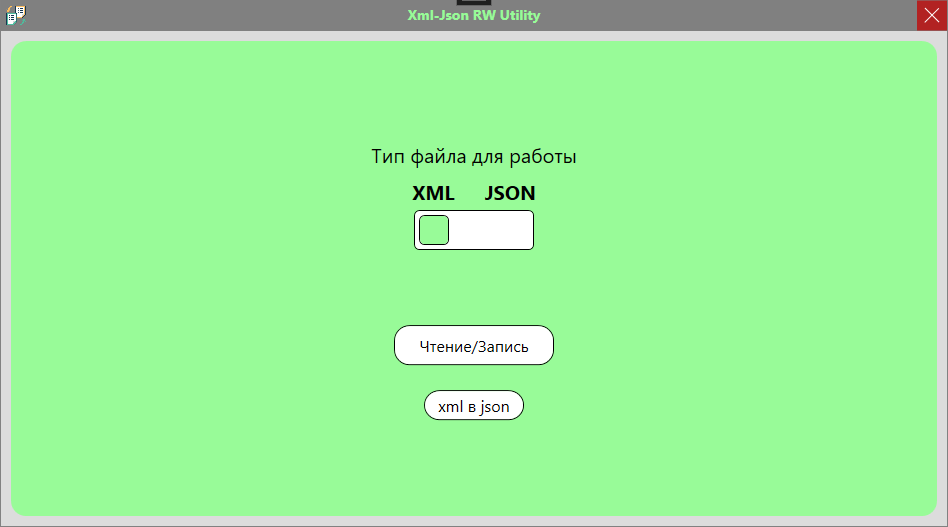 Xml-Json RW Utility
Тип файла для работы
XML JSON
Чтение/Запись
xml в json